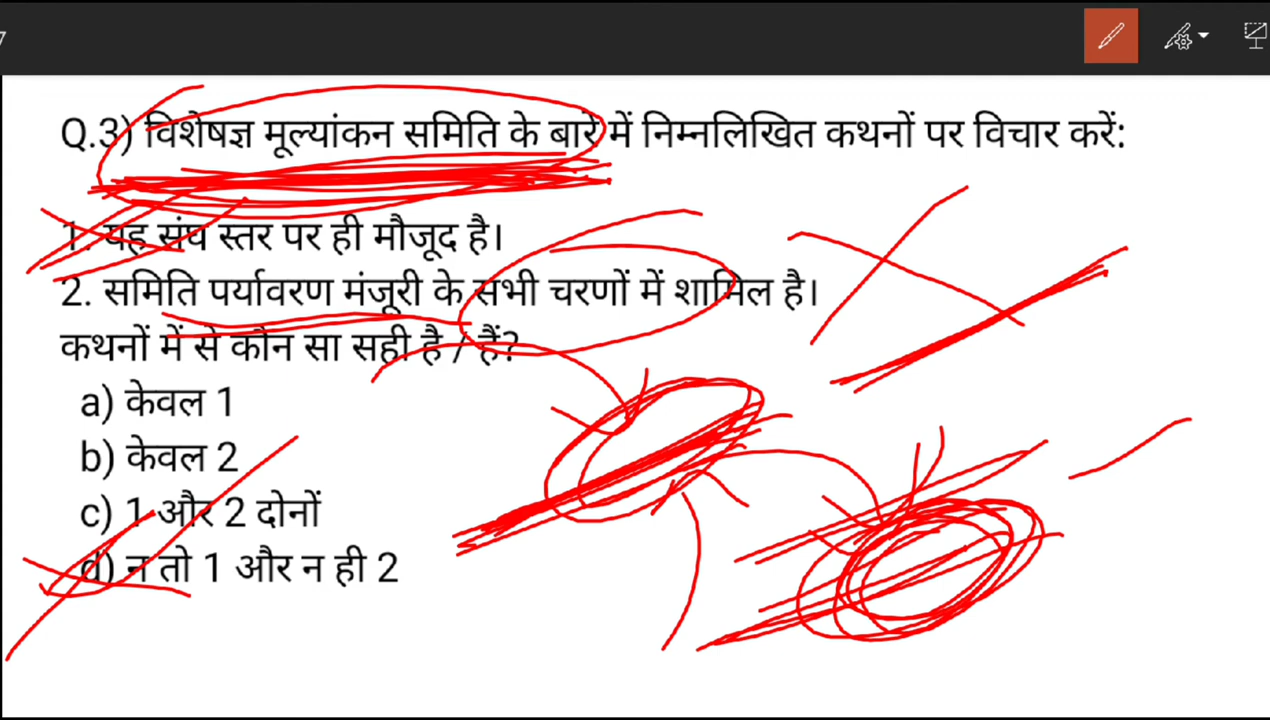 Q.3) विशेषज्ञ मूल्यांकन समिति के बारे में निम्नलिखित कथनों पर विचार करें:
1. यह संघ स्तर पर ही मौजूद है।
2. समिति पर्यावरण मंजूरी के सभी चरणों में शामिल है।
कथनों में से कौन सा सही है / हैं?
a) केवल 1
b) केवल 2
c) 1 और 2 दोनों
d) न तो 1 और न ही 2